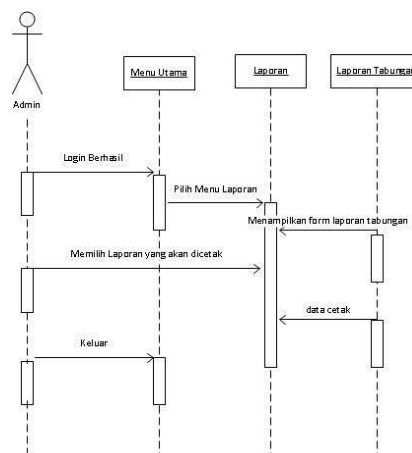 Menu Utama
Laporan
Laporan Tabungan
Admin
Login Berhasil
Pilih Menu Laporan
Menampilkan form laporan tabungan
Memilih Laporan yang akan dicetak
data cetak
Keluar